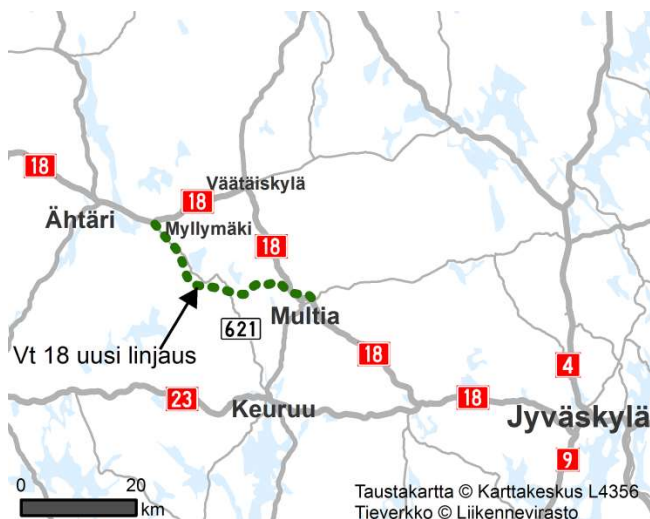 18
Väätäiskylä
18
Ähtäri
Myllymäki
18
Multia
621
Vt 18 uusi linjaus
18
4
23
18
Keuruu
Jyväskylä
9
0
20
km
Taustakartta © Karttakeskus L4356
Tieverkko © Liikennevirasto